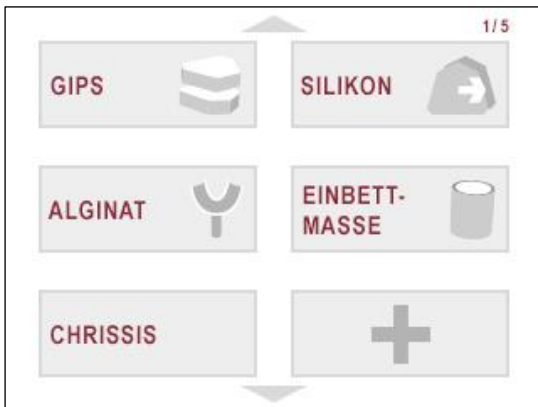 1/5
GIPS
SILIKON
ALGINAT
EINBETT-
MASSE
CHRISSIS